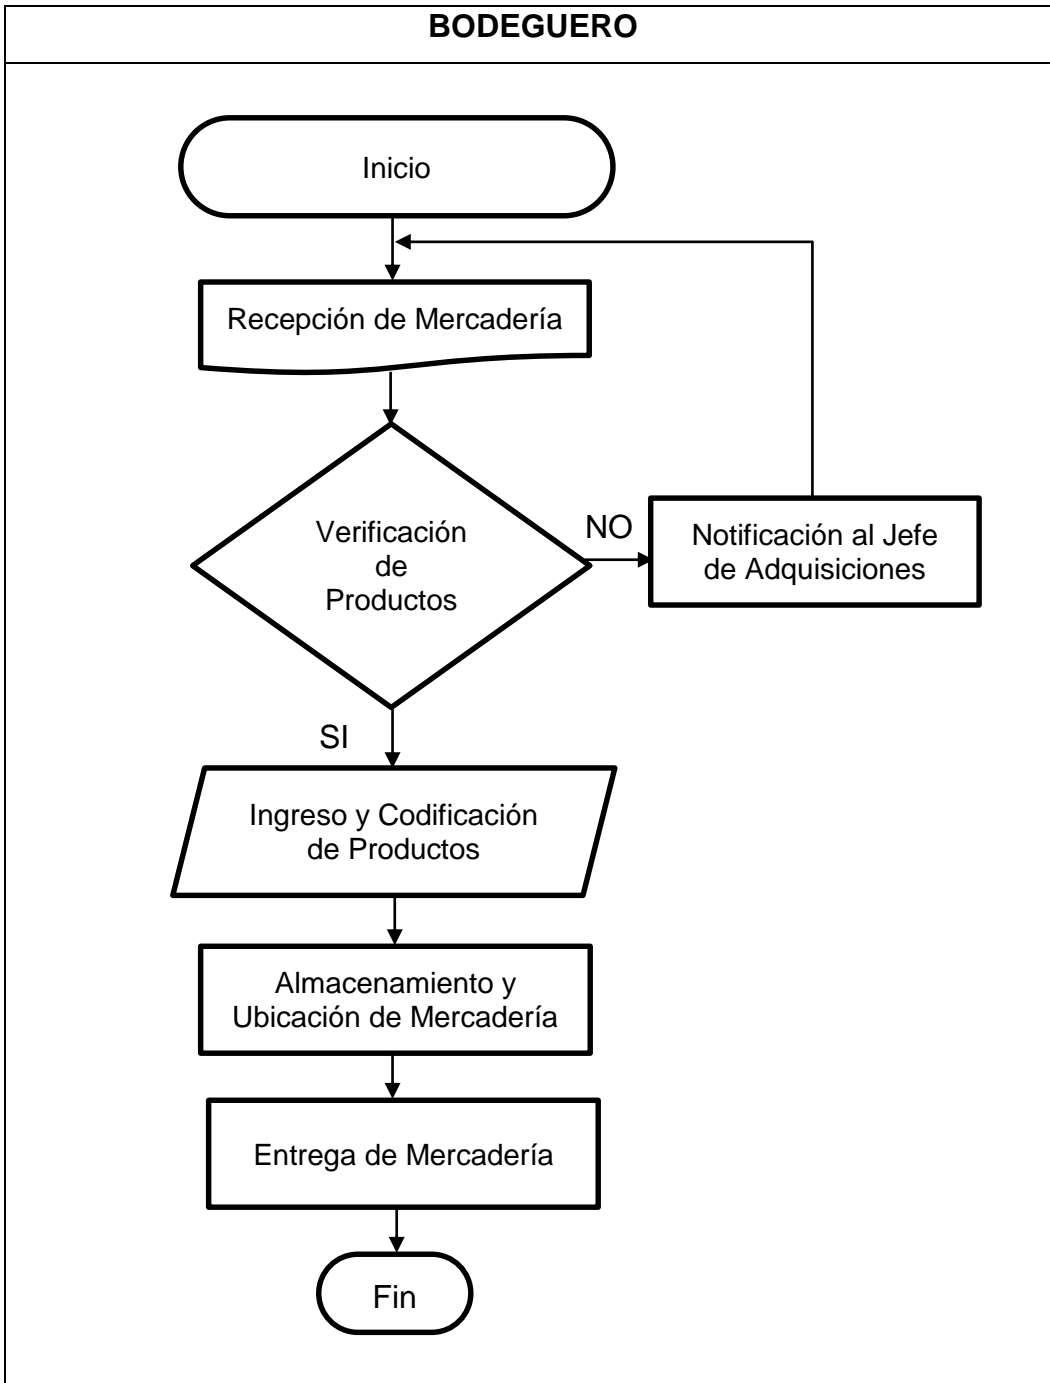 BODEGUERO
Inicio
Recepción de Mercadería
Verificación
de
Productos
NO
Notificación al Jefe
de Adquisiciones
SI
Ingreso y Codificación
de Productos
Almacenamiento y
Ubicación de Mercadería
Entrega de Mercadería
Fin